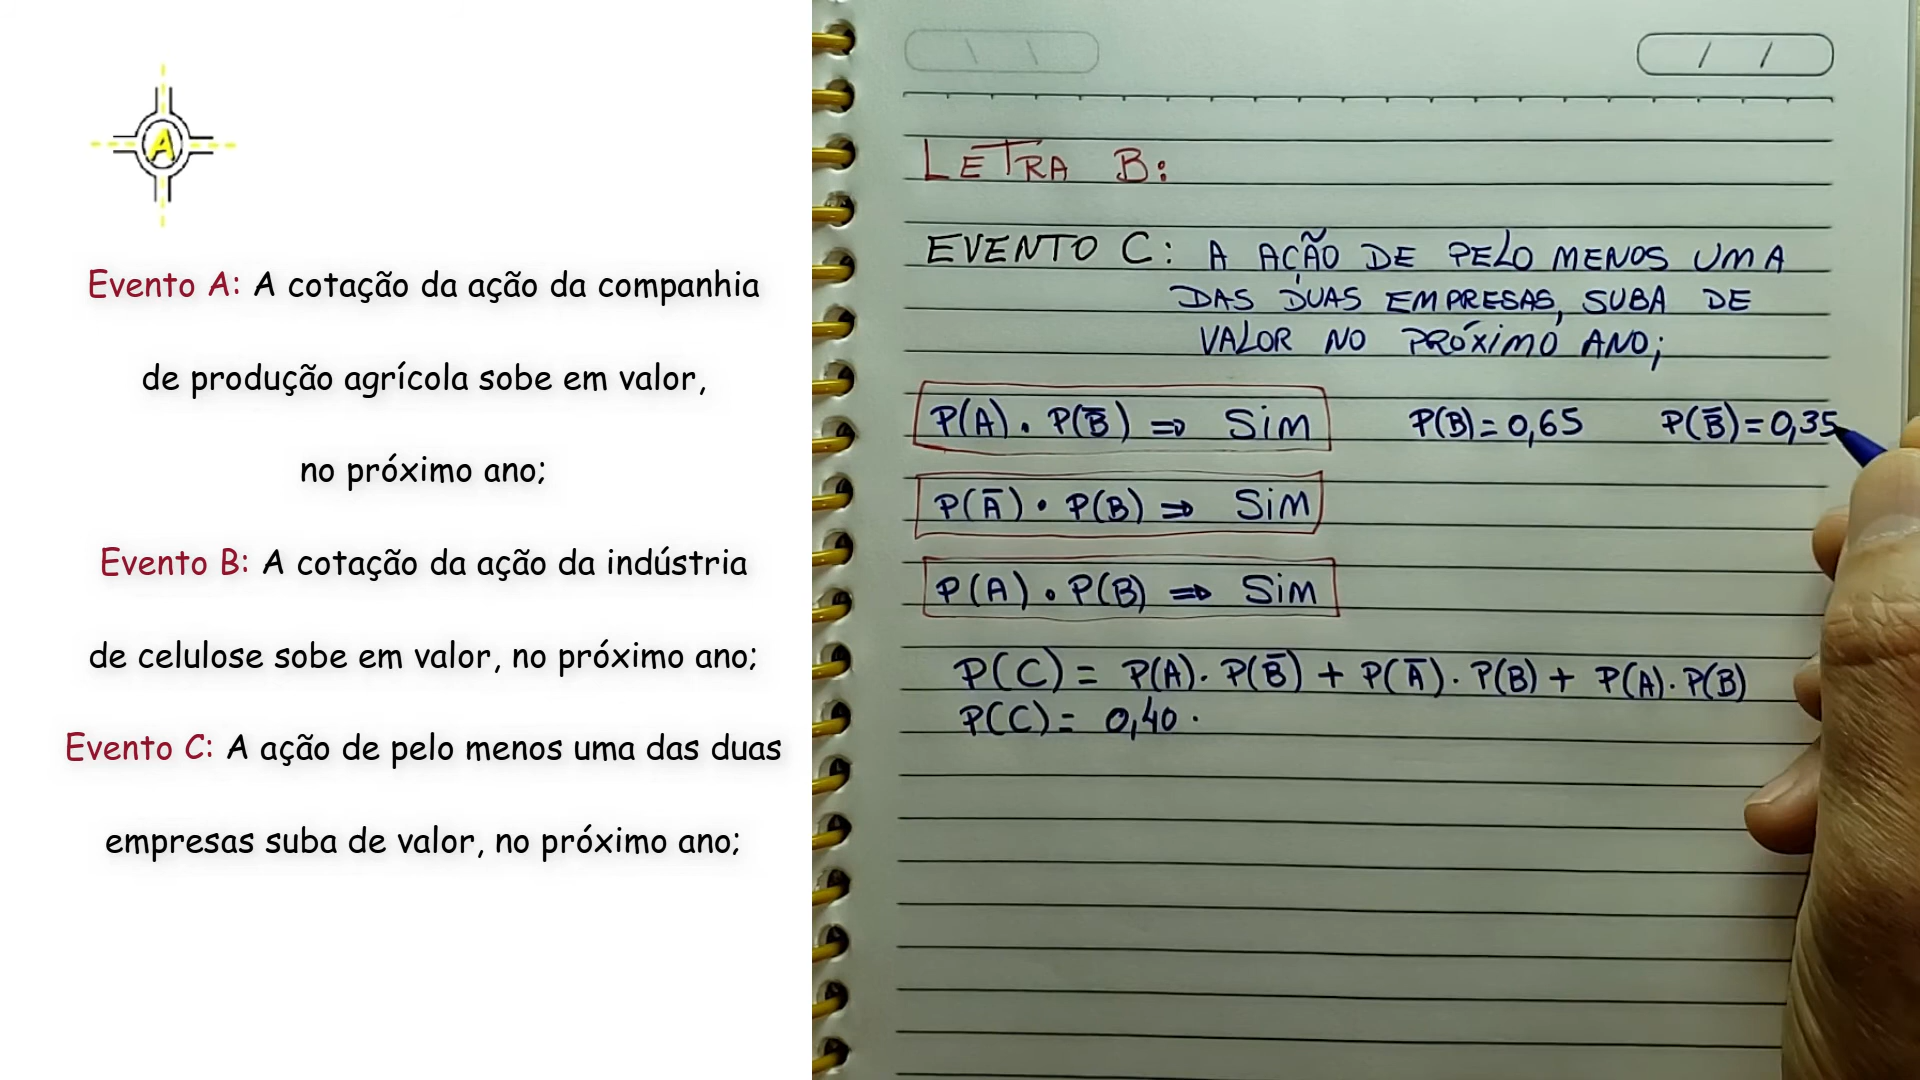 A
Evento A: A cotação da ação da companhia
de produção agrícola sobe em valor,
no próximo ano;
Evento B: A cotação da ação da indústria
de celulose sobe em valor, no próximo ano;
Evento C: A ação de pelo menos uma das duas
empresas suba de valor, no próximo ano;
LETRA B:
EVENTO C: A AÇÃO DE PELO MENOS UMA
DAS DUAS EMPRESAS, SUBA DE
VALOR NO PRÓXIMO ANO;
P(A) . P(B̅) ⇒ Sim P(B) = 0,65 P(B̅) = 0,35
P(A̅) . P(B) ⇒ Sim
P(A) . P(B) ⇒ Sim
P(C) = P(A) . P(B̅) + P(A̅) . P(B) + P(A) . P(B)
P(C) = 0,40 .